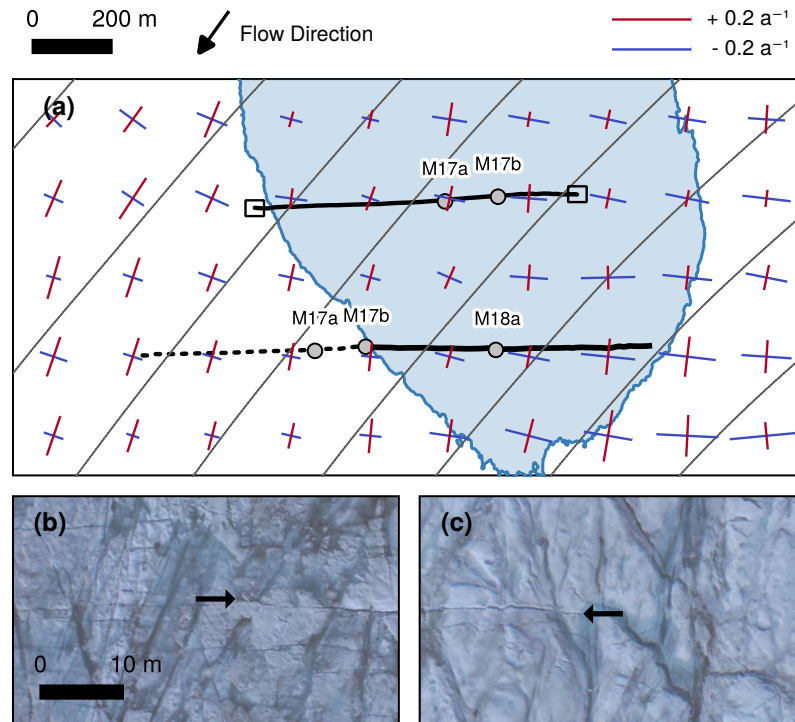 0 200 m
Flow Direction
+ 0.2 a⁻¹
- 0.2 a⁻¹
(a)
M17a M17b
M17a M17b
M18a
(b)
(c)
0 10 m